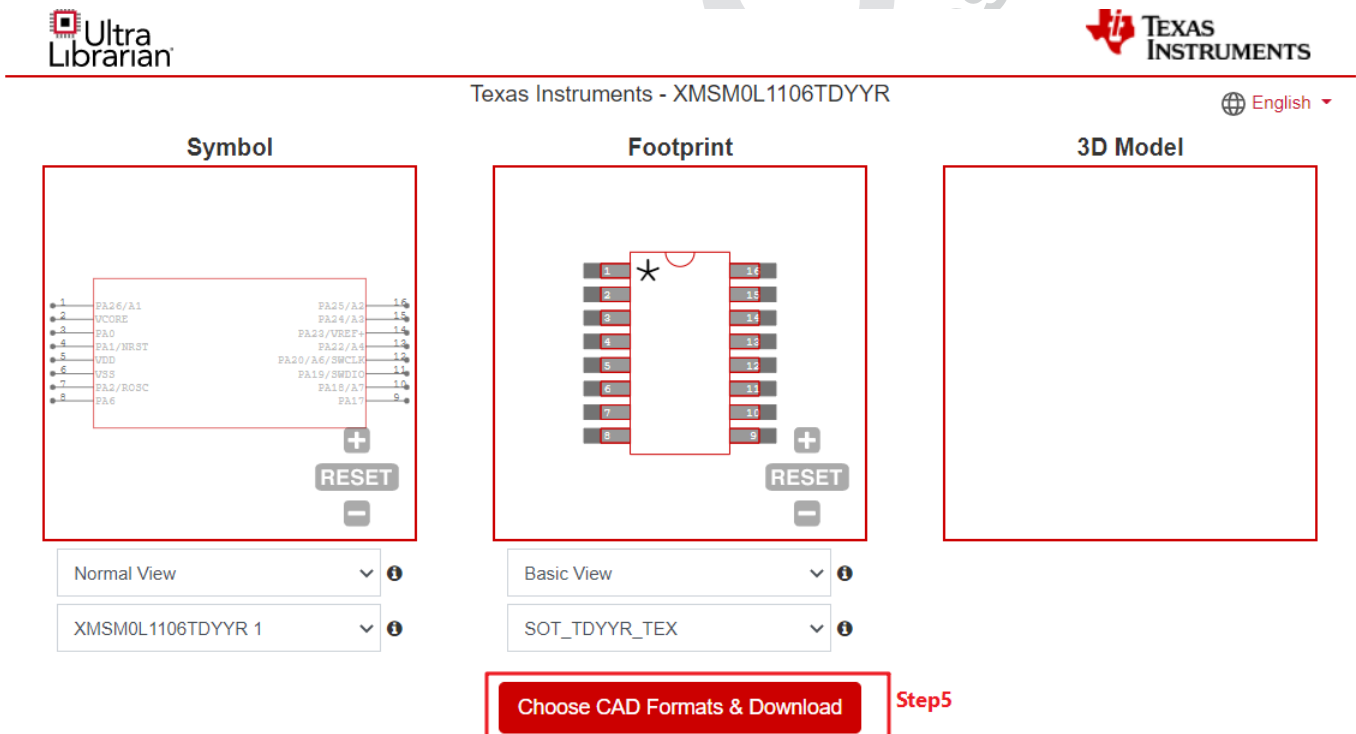 Ultra
Librarian
TEXAS
INSTRUMENTS
Texas Instruments - XMSM0L1106TDYYR
English
Symbol
Footprint
3D Model
1 PA26/A1
2 VCORE
3 PA0
4 PA1/NRST
5 VDD
6 VSS
7 PA2/ROSC
8 PA6
PA25/A2 16
PA24/A3 15
PA23/VREF+ 14
PA22/A4 13
PA20/A6/SWCLK 12
PA19/SWDIO 11
PA18/A7 10
PA17 9
RESET
1 16
2 15
3 14
4 13
5 12
6 11
7 10
8 9
RESET
Normal View
Basic View
XMSM0L1106TDYYR 1
SOT_TDYYR_TEX
Choose CAD Formats & Download
Step5